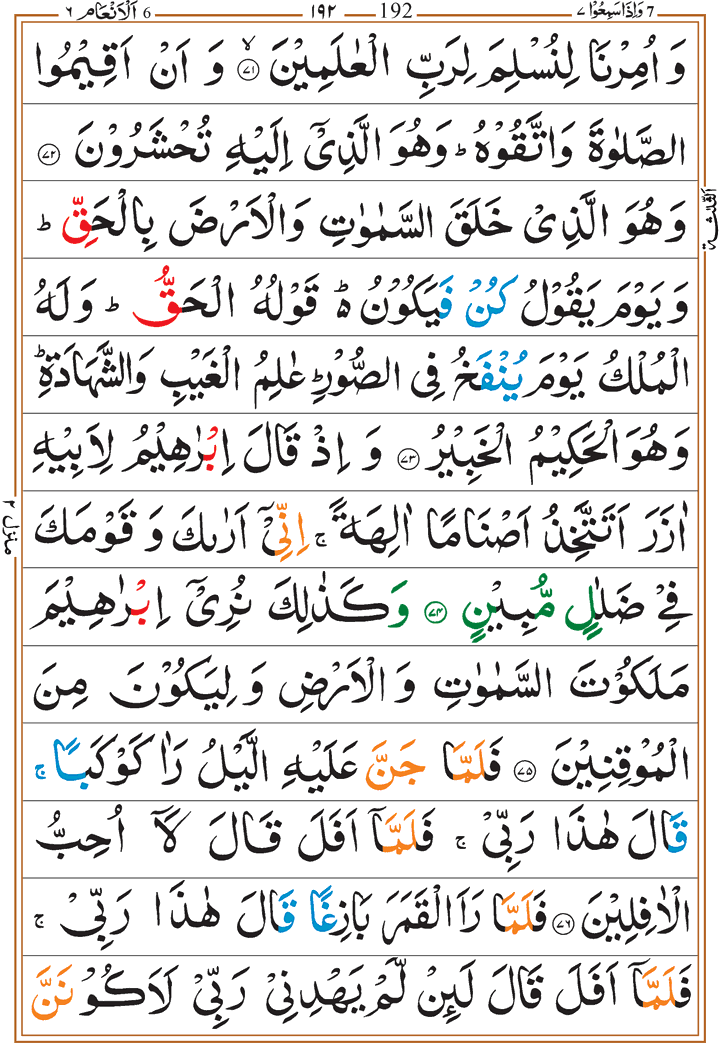 7 وَاِذَا سَمِعُوْا ٧ 192 ١٩٢ 6 اَلْاَنْعَام ٦
وَ اُمِرْنَا لِنُسْلِمَ لِرَبِّ الْعٰلَمِيْنَ ﴿٧١﴾ۙ وَ اَنْ اَقِيْمُوا
الصَّلٰوةَ وَاتَّقُوْهُ ؕ وَهُوَ الَّذِيْۤ اِلَيْهِ تُحْشَرُوْنَ ﴿٧٢﴾
وَهُوَ الَّذِيْ خَلَقَ السَّمٰوٰتِ وَالْاَرْضَ بِالْحَقِّ ؕ
وَيَوْمَ يَقُوْلُ كُنْ فَيَكُوْنُ ؕ۬ قَوْلُهُ الْحَقُّ ؕ وَلَهُ
الْمُلْكُ يَوْمَ يُنْفَخُ فِي الصُّوْرِ ؕ عٰلِمُ الْغَيْبِ وَالشَّهَادَةِ ؕ
وَهُوَ الْحَكِيْمُ الْخَبِيْرُ ﴿٧٣﴾ وَ اِذْ قَالَ اِبْرٰهِيْمُ لِاَبِيْهِ
اٰزَرَ اَتَتَّخِذُ اَصْنَامًا اٰلِهَةً ۚ اِنِّيْۤ اَرٰىكَ وَ قَوْمَكَ
فِيْ ضَلٰلٍ مُّبِيْنٍ ﴿٧٤﴾ وَكَذٰلِكَ نُرِيْۤ اِبْرٰهِيْمَ
مَلَكُوْتَ السَّمٰوٰتِ وَالْاَرْضِ وَ لِيَكُوْنَ مِنَ
الْمُوْقِنِيْنَ ﴿٧٥﴾ فَلَمَّا جَنَّ عَلَيْهِ الَّيْلُ رَاٰ كَوْكَبًا ۚ
قَالَ هٰذَا رَبِّيْ ۚ فَلَمَّاۤ اَفَلَ قَالَ لَاۤ اُحِبُّ
الْاٰفِلِيْنَ ﴿٧٦﴾ فَلَمَّا رَاَ الْقَمَرَ بَازِغًا قَالَ هٰذَا رَبِّيْ ۚ
فَلَمَّاۤ اَفَلَ قَالَ لَئِنْ لَّمْ يَهْدِنِيْ رَبِّيْ لَاَكُوْنَنَّ
الثلثة
منزل ٢